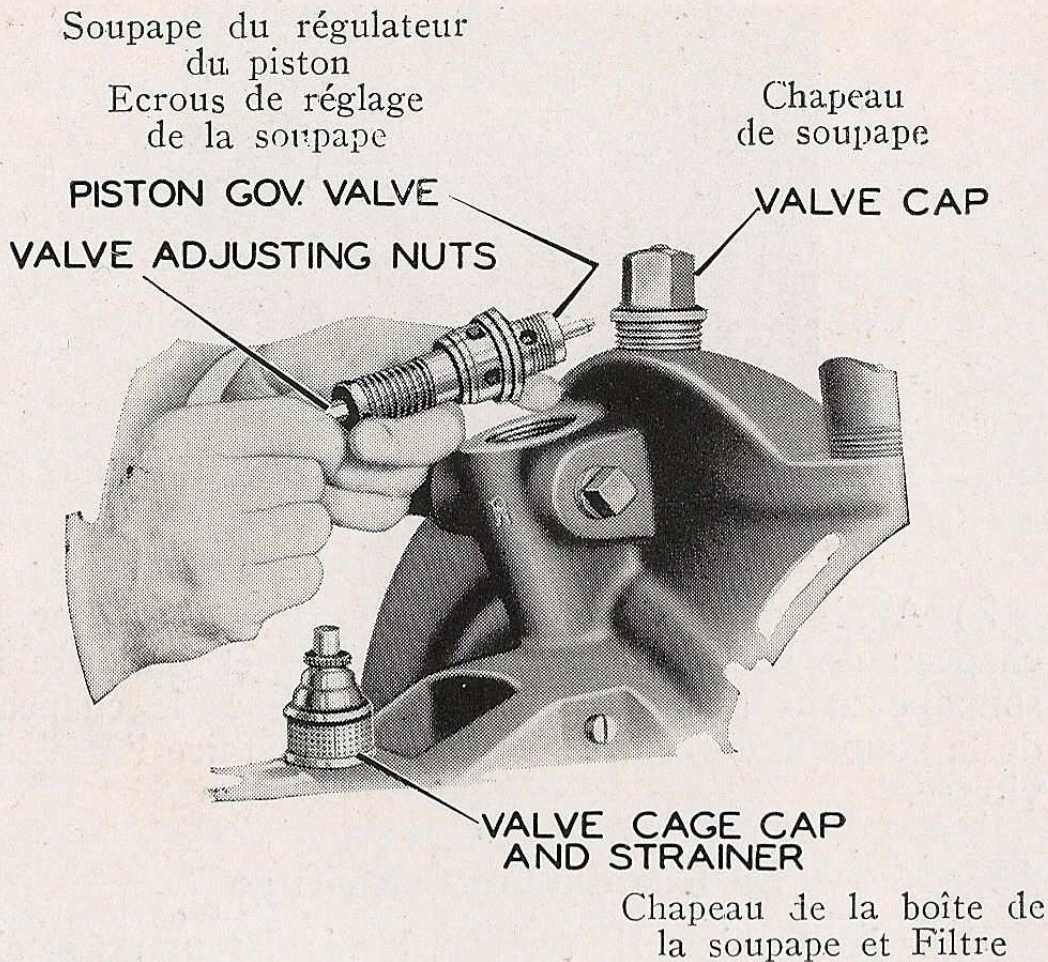 Soupape du régulateur
du piston
Ecrous de réglage
de la soupape
Chapeau
de soupape
PISTON GOV. VALVE
VALVE CAP
VALVE ADJUSTING NUTS
VALVE CAGE CAP
AND STRAINER
Chapeau de la boîte de
la soupape et Filtre